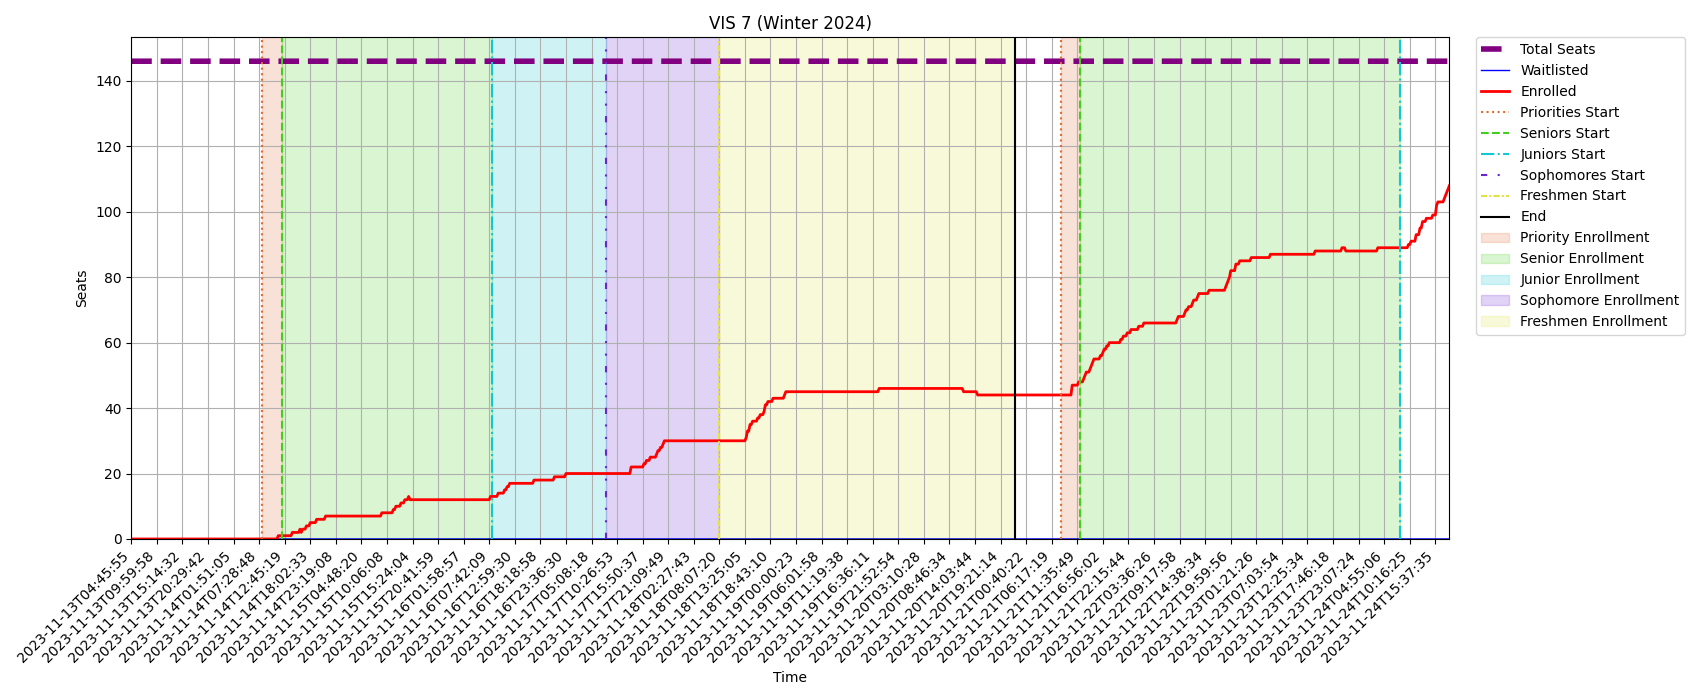 VIS 7 (Winter 2024)
Seats
140
120
100
80
60
40
20
0
2023-11-13T04:45:55
2023-11-13T09:59:58
2023-11-13T15:14:32
2023-11-13T20:29:42
2023-11-14T01:51:05
2023-11-14T07:28:48
2023-11-14T12:45:19
2023-11-14T18:02:33
2023-11-14T23:19:08
2023-11-15T04:48:20
2023-11-15T10:06:08
2023-11-15T15:24:04
2023-11-15T20:41:59
2023-11-16T01:58:57
2023-11-16T07:42:09
2023-11-16T12:59:30
2023-11-16T18:18:58
2023-11-16T23:36:30
2023-11-17T05:08:18
2023-11-17T10:26:53
2023-11-17T15:50:37
2023-11-17T21:09:49
2023-11-18T02:27:43
2023-11-18T08:07:20
2023-11-18T13:25:05
2023-11-18T18:43:10
2023-11-19T00:00:23
2023-11-19T06:01:58
2023-11-19T11:19:38
2023-11-19T16:36:11
2023-11-19T21:52:54
2023-11-20T03:10:28
2023-11-20T08:46:34
2023-11-20T14:03:44
2023-11-20T19:21:14
2023-11-21T00:40:22
2023-11-21T06:17:19
2023-11-21T11:35:49
2023-11-21T16:56:02
2023-11-21T22:15:44
2023-11-22T03:36:26
2023-11-22T09:17:58
2023-11-22T14:38:34
2023-11-22T19:59:56
2023-11-23T01:21:26
2023-11-23T07:03:54
2023-11-23T12:25:34
2023-11-23T17:46:18
2023-11-23T23:07:24
2023-11-24T04:55:06
2023-11-24T10:16:25
2023-11-24T15:37:35
Time
Total Seats
Waitlisted
Enrolled
Priorities Start
Seniors Start
Juniors Start
Sophomores Start
Freshmen Start
End
Priority Enrollment
Senior Enrollment
Junior Enrollment
Sophomore Enrollment
Freshmen Enrollment